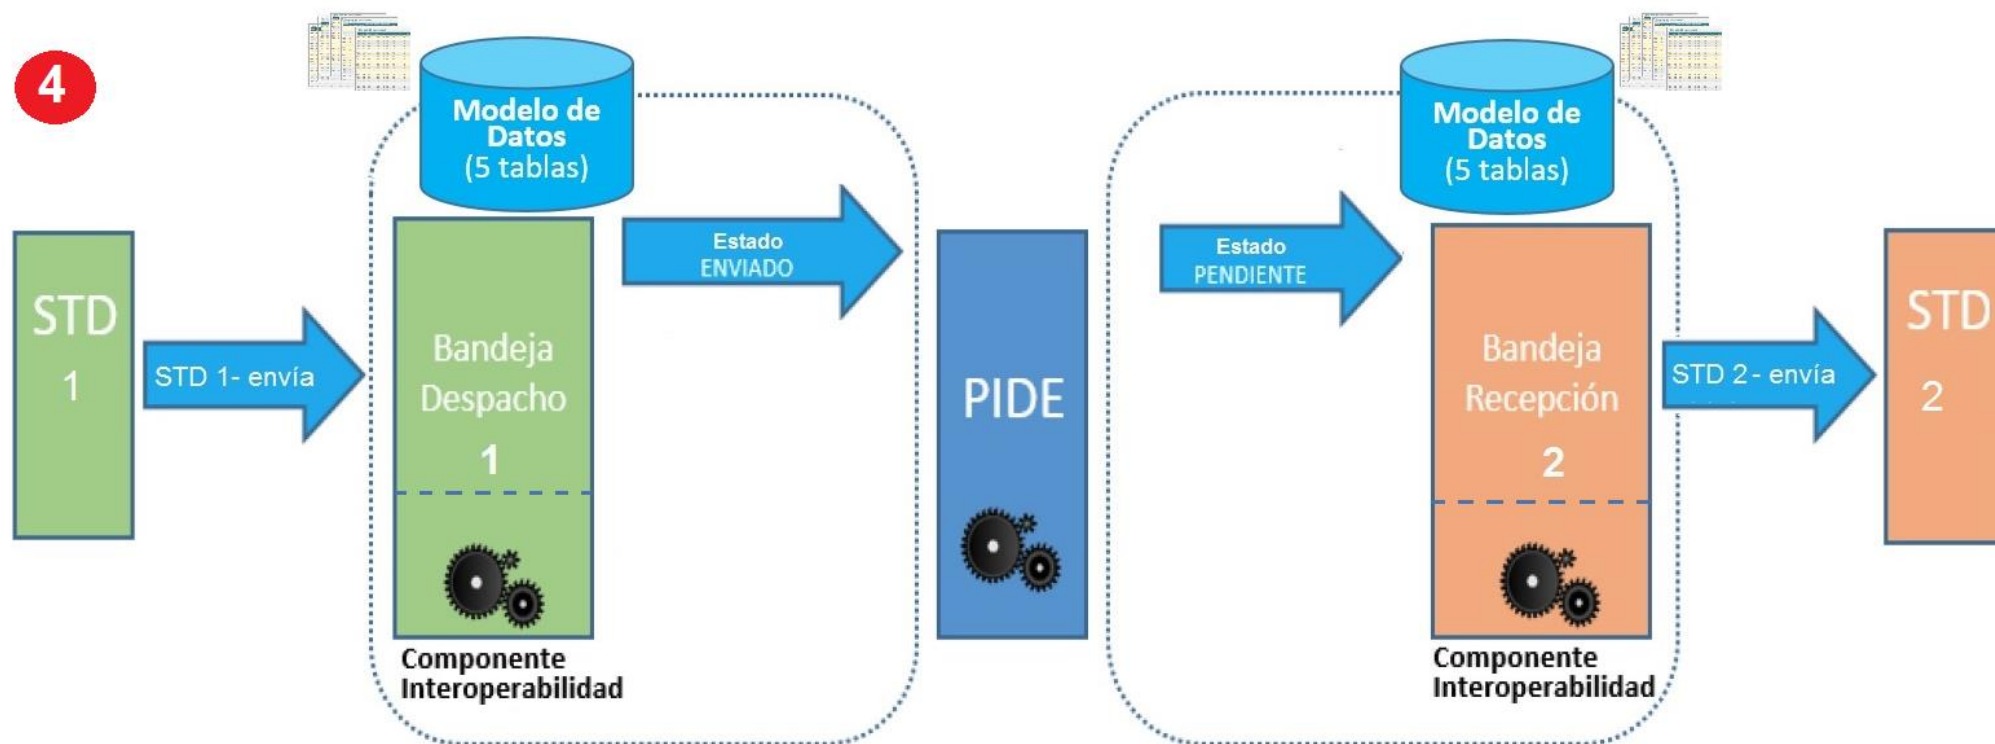 4
Modelo de
Datos
(5 tablas)
Modelo de
Datos
(5 tablas)
STD
1
STD 1- envía
Bandeja
Despacho
1
Componente
Interoperabilidad
Estado
ENVIADO
PIDE
Estado
PENDIENTE
Bandeja
Recepción
2
Componente
Interoperabilidad
STD 2 - envía
STD
2